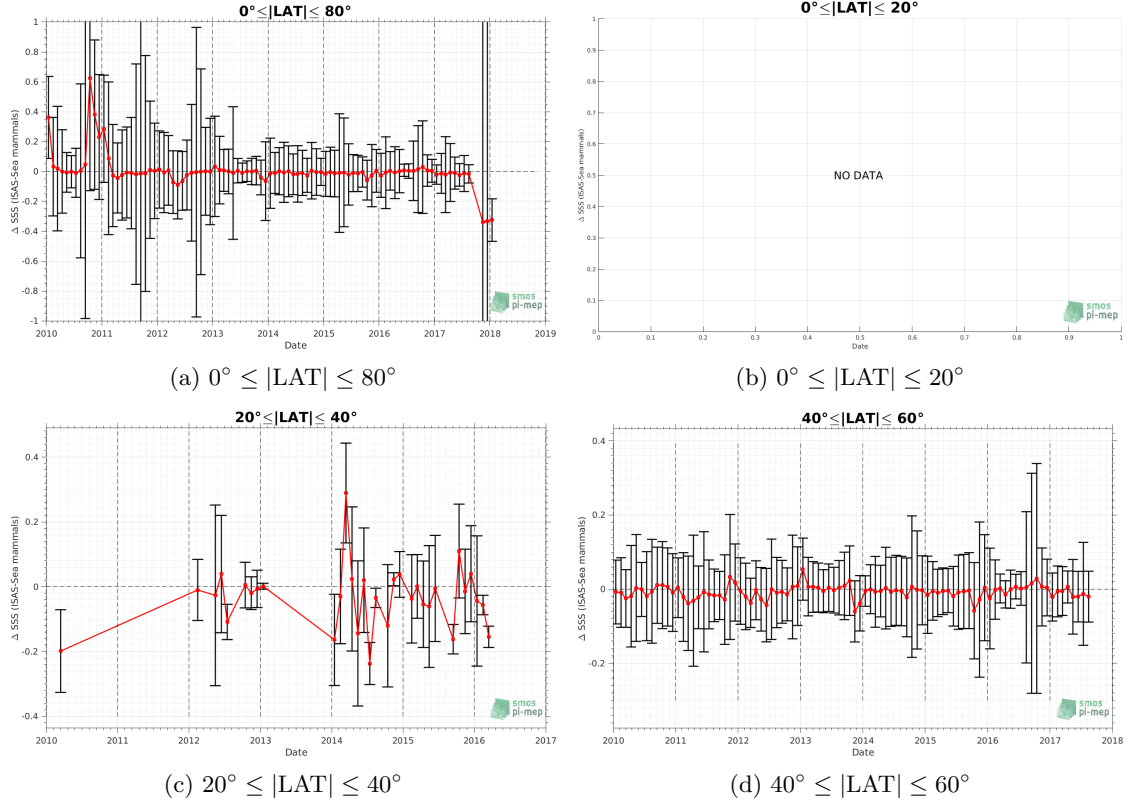 0°≤|LAT|≤ 80°
Δ SSS (ISAS-Sea mammals)
1
0.8
0.6
0.4
0.2
0
-0.2
-0.4
-0.6
-0.8
-1
2010 2011 2012 2013 2014 2015 2016 2017 2018 2019
Date
smos
pi-mep
(a) 0° ≤ |LAT| ≤ 80°
0°≤|LAT|≤ 20°
Δ SSS (ISAS-Sea mammals)
1
0.9
0.8
0.7
0.6
0.5
0.4
0.3
0.2
0.1
0
NO DATA
0 0.1 0.2 0.3 0.4 0.5 0.6 0.7 0.8 0.9 1
Date
smos
pi-mep
(b) 0° ≤ |LAT| ≤ 20°
20°≤|LAT|≤ 40°
Δ SSS (ISAS-Sea mammals)
0.4
0.2
0
-0.2
-0.4
2010 2011 2012 2013 2014 2015 2016 2017
Date
smos
pi-mep
(c) 20° ≤ |LAT| ≤ 40°
40°≤|LAT|≤ 60°
Δ SSS (ISAS-Sea mammals)
0.4
0.2
0
-0.2
2010 2011 2012 2013 2014 2015 2016 2017 2018
Date
smos
pi-mep
(d) 40° ≤ |LAT| ≤ 60°